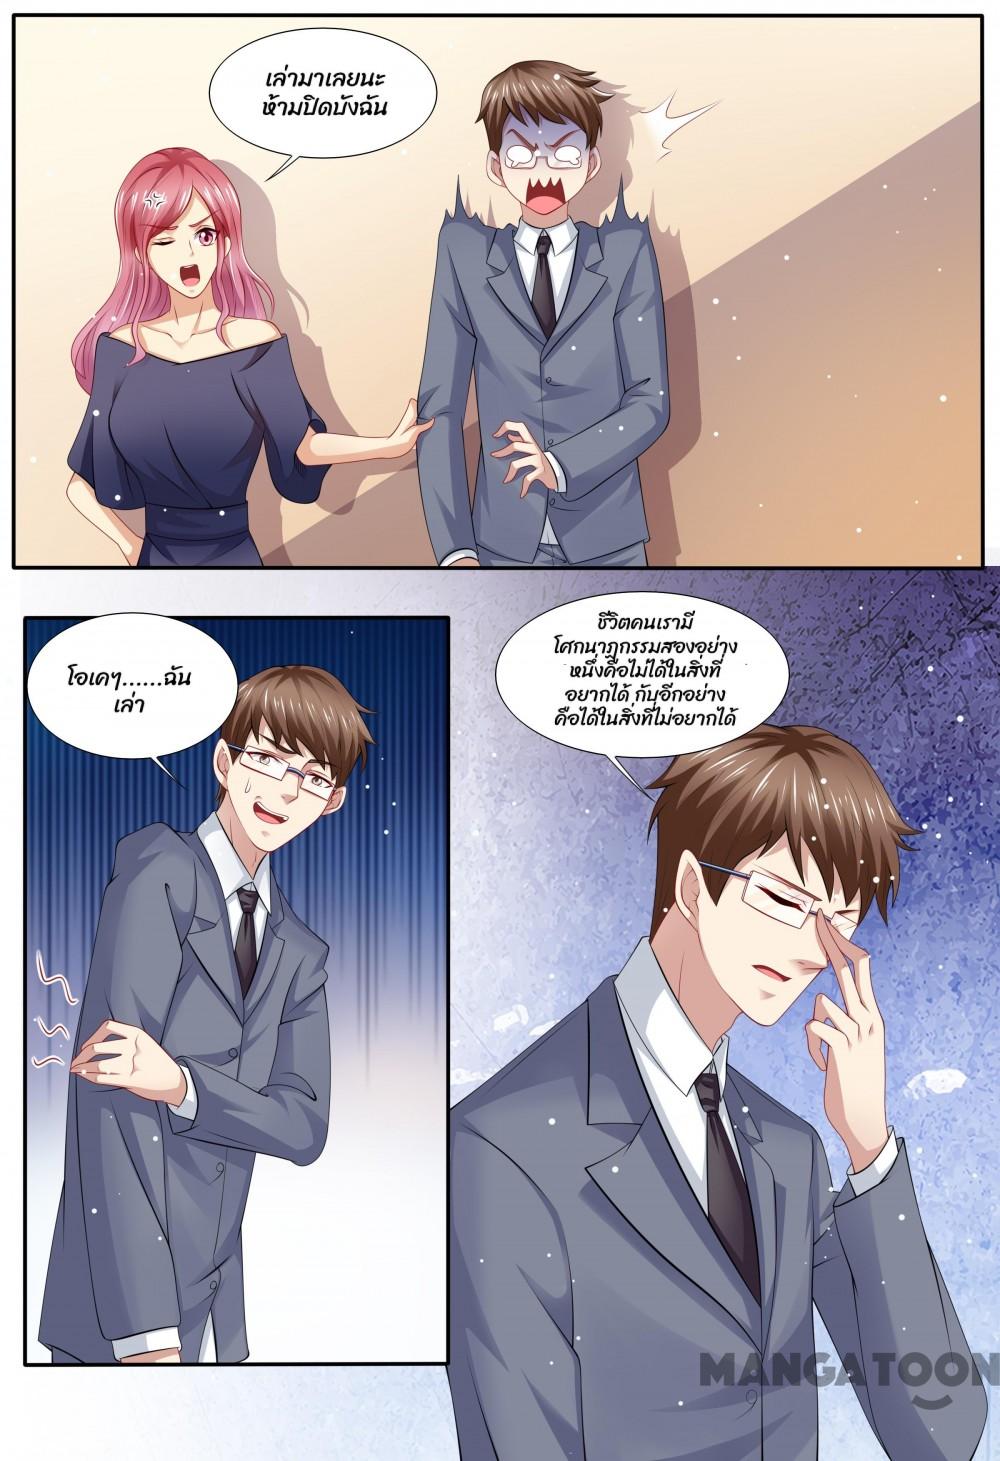 เล่ามาเลยนะ
ห้ามปิดบังฉัน
โอเคๆ......ฉัน
เล่า
ชีวิตคนเรามี
โศกนาฏกรรมสองอย่าง
หนึ่งคือไม่ได้ในสิ่งที่
อยากได้ กับอีกอย่าง
คือได้ในสิ่งที่ไม่อยากได้
MANGATOON